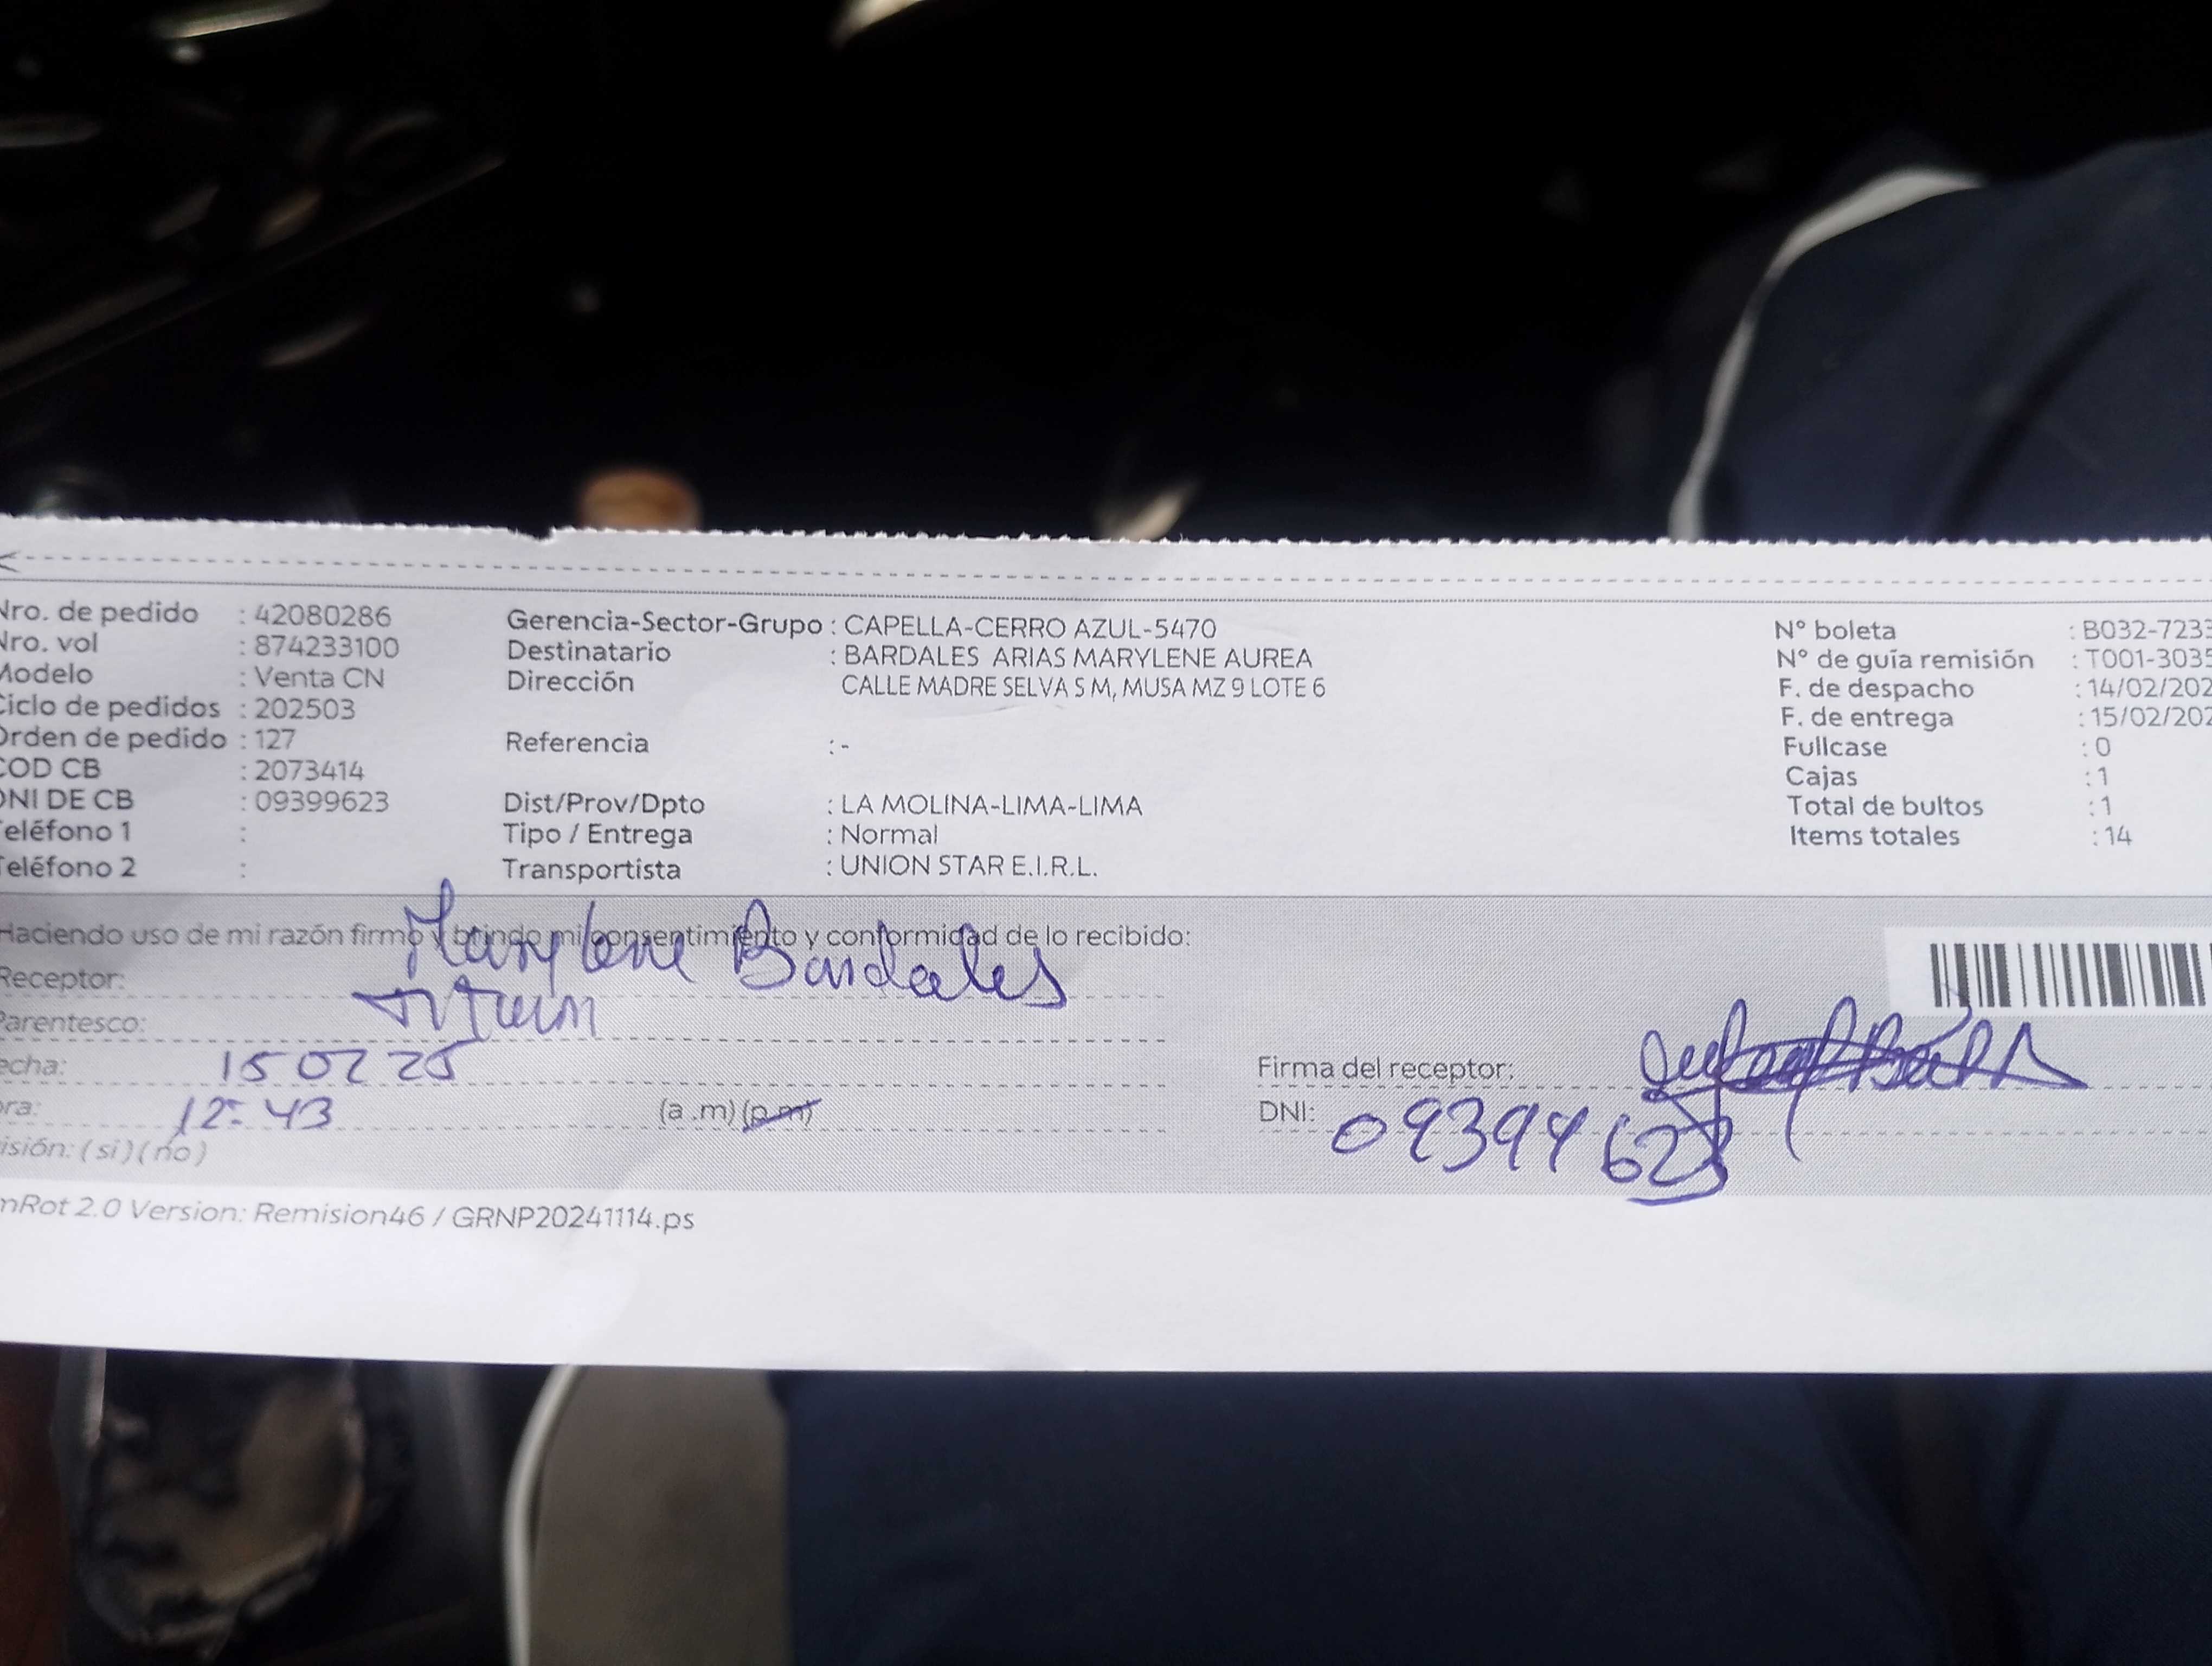 Nro. de pedido : 42080286
Nro. vol : 874233100
Modelo : Venta CN
Ciclo de pedidos : 202503
Orden de pedido : 127
COD CB : 2073414
DNI DE CB : 09399623
Teléfono 1 :
Teléfono 2 :
Gerencia-Sector-Grupo : CAPELLA-CERRO AZUL-5470
Destinatario : BARDALES ARIAS MARYLENE AUREA
Dirección CALLE MADRE SELVA S M, MUSA MZ 9 LOTE 6
Referencia : -
Dist/Prov/Dpto : LA MOLINA-LIMA-LIMA
Tipo / Entrega : Normal
Transportista : UNION STAR E.I.R.L.
N° boleta : B032-7233
N° de guía remisión : T001-3035
F. de despacho : 14/02/202
F. de entrega : 15/02/202
Fullcase : 0
Cajas : 1
Total de bultos : 1
Items totales : 14
Haciendo uso de mi razón firmo y brindo mi consentimiento y conformidad de lo recibido:
Receptor: Marylene Bardales
Parentesco:
echa: 15 02 25
ora: 12:43 (a .m) (p.m)
isión: ( si ) ( no )
Firma del receptor:
DNI: 09399623
mRot 2.0 Version: Remision46 / GRNP20241114.ps